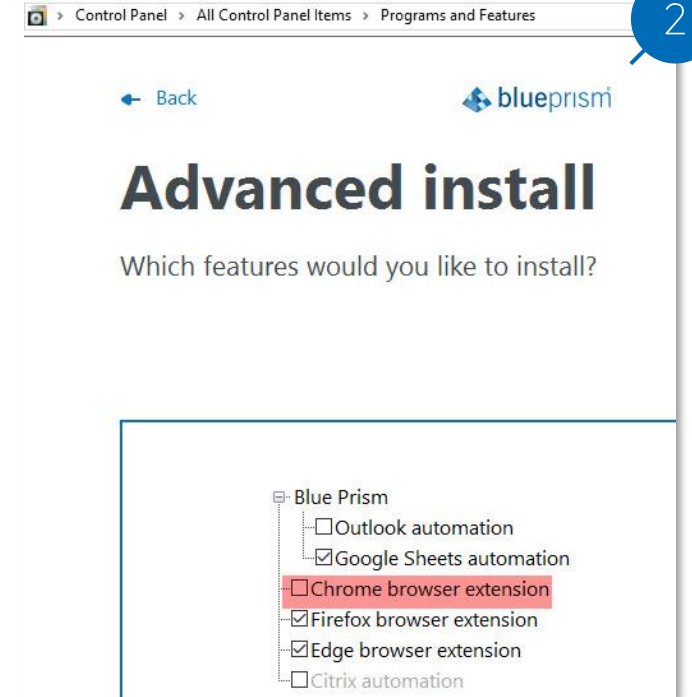 Control Panel > All Control Panel Items > Programs and Features
2
Back
blueprism
Advanced install
Which features would you like to install?
Blue Prism
Outlook automation
Google Sheets automation
Chrome browser extension
Firefox browser extension
Edge browser extension
Citrix automation